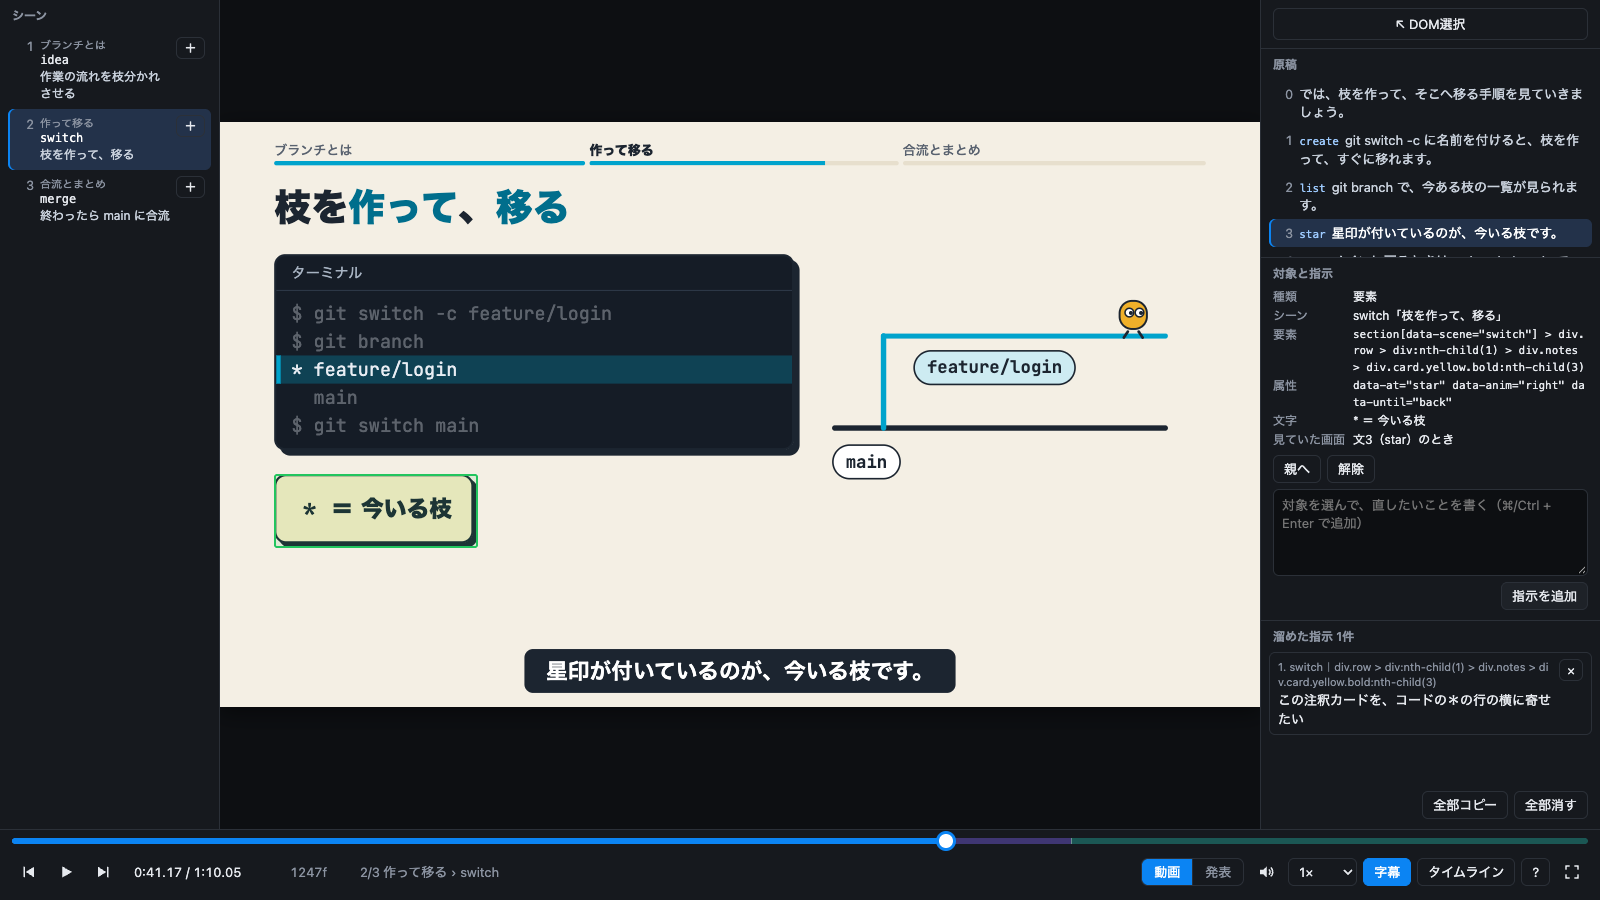 シーン
1 ブランチとは
idea
作業の流れを枝分かれ
させる
+
2 作って移る
switch
枝を作って、移る
+
3 合流とまとめ
merge
終わったら main に合流
+
ブランチとは
作って移る
合流とまとめ
枝を作って、移る
ターミナル
$ git switch -c feature/login
$ git branch
* feature/login
main
$ git switch main
* ＝ 今いる枝
feature/login
main
星印が付いているのが、今いる枝です。
DOM選択
原稿
0 では、枝を作って、そこへ移る手順を見ていきま
しょう。
1 create git switch -c に名前を付けると、枝を作
って、すぐに移れます。
2 list git branch で、今ある枝の一覧が見られま
す。
3 star 星印が付いているのが、今いる枝です。
対象と指示
種類 要素
シーン switch「枝を作って、移る」
要素 section[data-scene="switch"] > div.
row > div:nth-child(1) > div.notes
> div.card.yellow.bold:nth-child(3)
属性 data-at="star" data-anim="right" da
ta-until="back"
文字 * ＝ 今いる枝
見ていた画面 文3（star）のとき
親へ 解除
対象を選んで、直したいことを書く（⌘/Ctrl +
Enter で追加）
指示を追加
溜めた指示 1件
1. switch | div.row > div:nth-child(1) > div.notes > di
v.card.yellow.bold:nth-child(3)
この注釈カードを、コードの＊の行の横に寄せ
たい
×
全部コピー 全部消す
0:41.17 / 1:10.05 1247f 2/3 作って移る › switch
動画 発表 1× 字幕 タイムライン ?